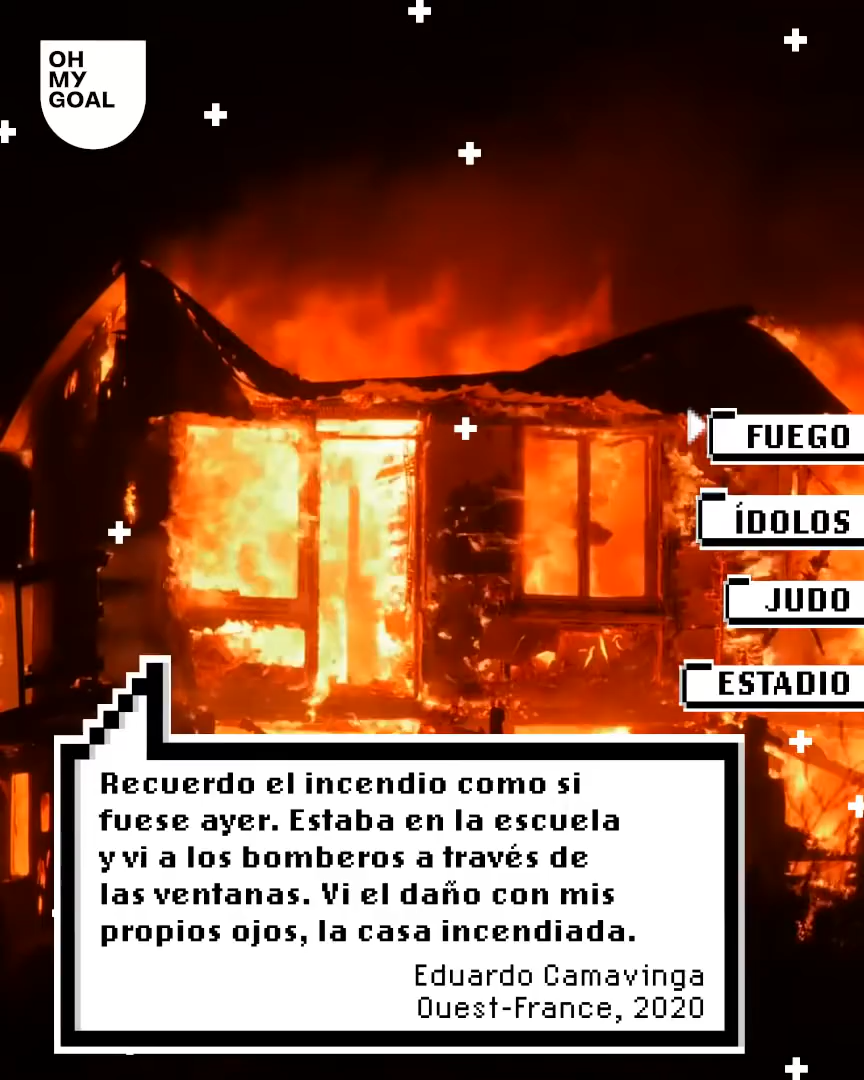 OH
MY
GOAL
FUEGO
ÍDOLOS
JUDO
ESTADIO
Recuerdo el incendio como si
fuese ayer. Estaba en la escuela
y vi a los bomberos a través de
las ventanas. Vi el daño con mis
propios ojos, la casa incendiada.
Eduardo Camavinga
Ouest-France, 2020